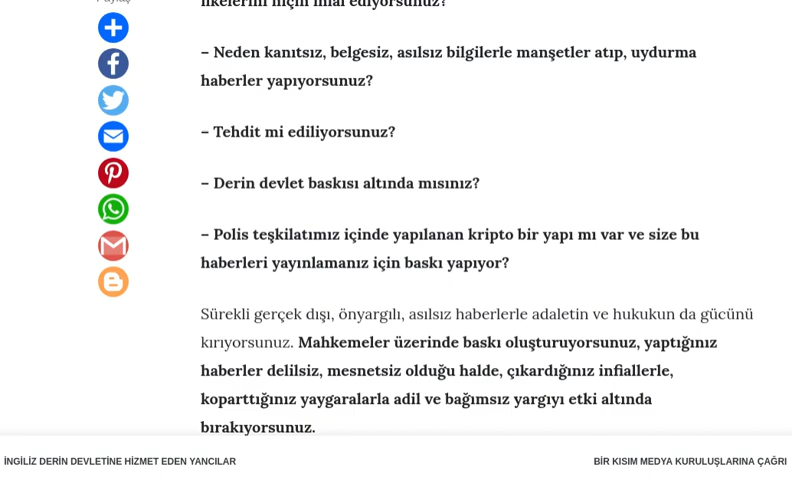 ilkelerini niçin ihlal ediyorsunuz?
– Neden kanıtsız, belgesiz, asılsız bilgilerle manşetler atıp, uydurma
haberler yapıyorsunuz?
– Tehdit mi ediliyorsunuz?
– Derin devlet baskısı altında mısınız?
– Polis teşkilatımız içinde yapılanan kripto bir yapı mı var ve size bu
haberleri yayınlamanız için baskı yapıyor?
Sürekli gerçek dışı, önyargılı, asılsız haberlerle adaletin ve hukukun da gücünü
kırıyorsunuz. Mahkemeler üzerinde baskı oluşturuyorsunuz, yaptığınız
haberler delilsiz, mesnetsiz olduğu halde, çıkardığınız infiallerle,
koparttığınız yaygaralarla adil ve bağımsız yargıyı etki altında
bırakıyorsunuz.
İNGİLİZ DERİN DEVLETİNE HİZMET EDEN YANCILAR
BİR KISIM MEDYA KURULUŞLARINA ÇAĞRI